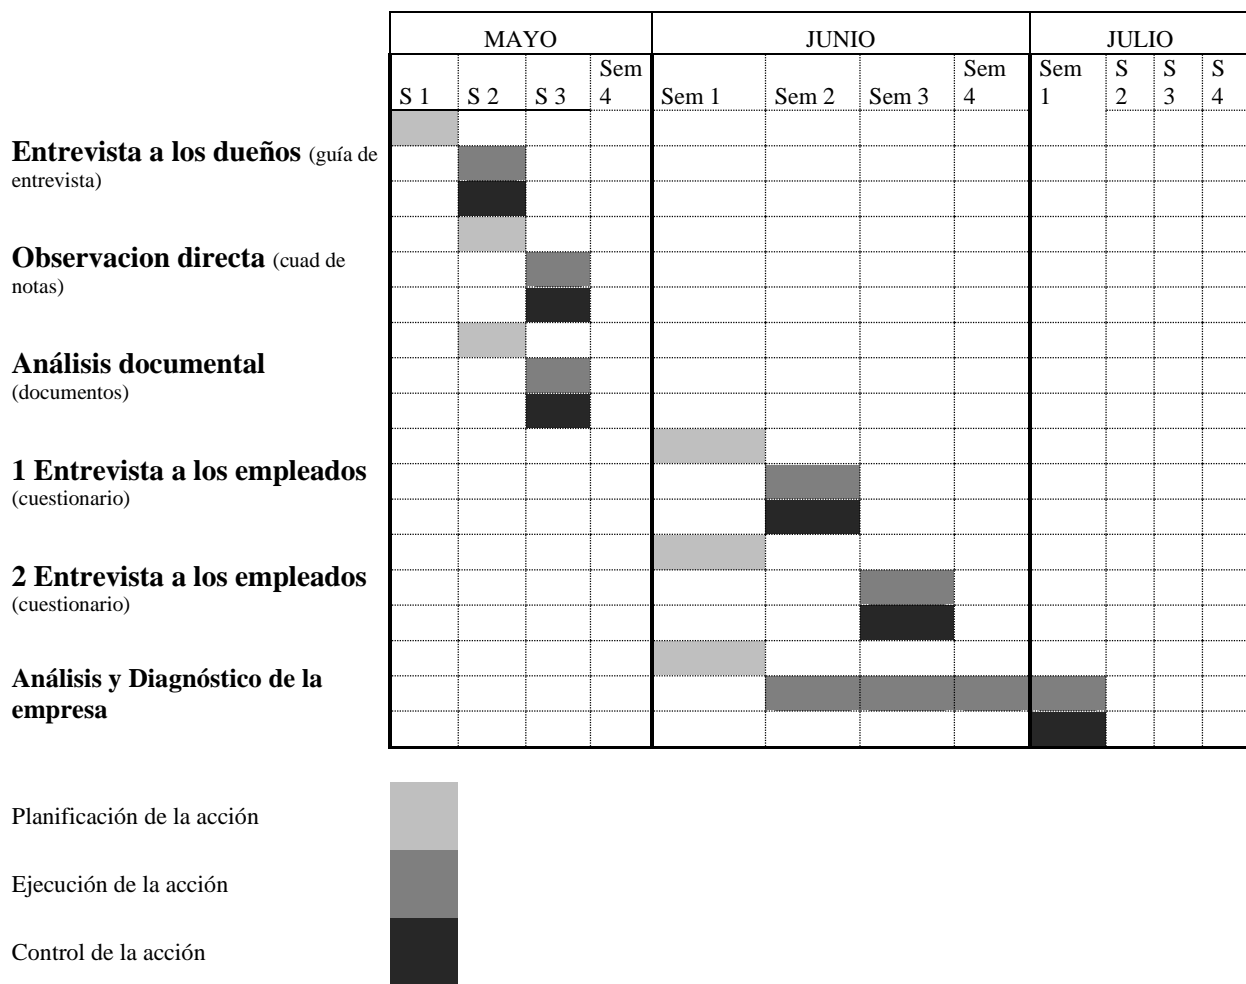 MAYO JUNIO JULIO
S 1 S 2 S 3 Sem 4 Sem 1 Sem 2 Sem 3 Sem 4 Sem 1 S 2 S 3 S 4
Entrevista a los dueños (guía de
entrevista)
Observacion directa (cuad de
notas)
Análisis documental
(documentos)
1 Entrevista a los empleados
(cuestionario)
2 Entrevista a los empleados
(cuestionario)
Análisis y Diagnóstico de la
empresa
Planificación de la acción
Ejecución de la acción
Control de la acción